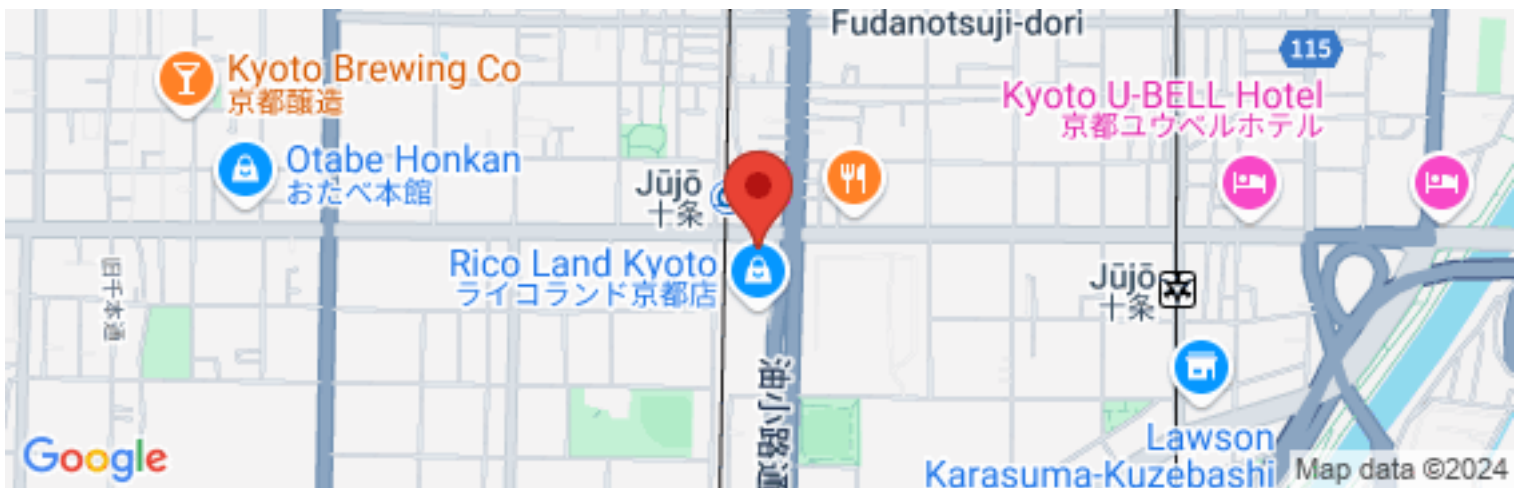 Fudanotsuji-dori
115
Kyoto Brewing Co
京都醸造
Kyoto U-BELL Hotel
京都ユウベルホテル
Otabe Honkan
おたべ本館
Jūjō
十条
Rico Land Kyoto
ライコランド京都店
Jūjō
十条
旧千本通
油小路通
Lawson
Karasuma-Kuzebashi
Google
Map data ©2024